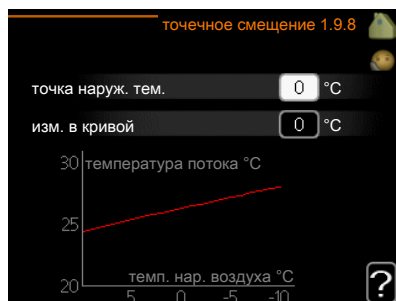 точечное смещение 1.9.8
точка наруж. тем. 0 °C
изм. в кривой 0 °C
30 температура потока °C
25
20 темп. нар. воздуха °C
5 0 -5 -10
?